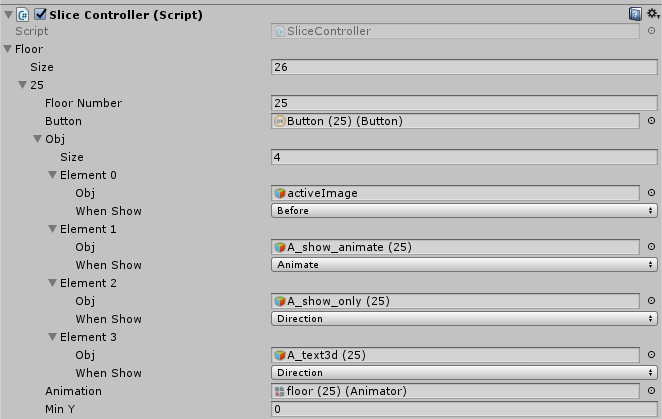 Slice Controller (Script)
Script SliceController
Floor
Size 26
25
Floor Number 25
Button Button (25) (Button)
Obj
Size 4
Element 0
Obj activeImage
When Show Before
Element 1
Obj A_show_animate (25)
When Show Animate
Element 2
Obj A_show_only (25)
When Show Direction
Element 3
Obj A_text3d (25)
When Show Direction
Animation floor (25) (Animator)
Min Y 0